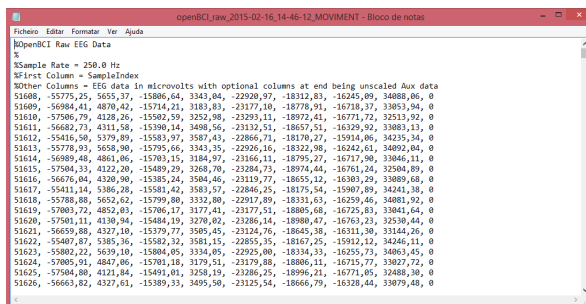 openBCI_raw_2015-02-16_14-46-12_MOVIMENT - Bloco de notas
Ficheiro Editar Formatar Ver Ajuda
%OpenBCI Raw EEG Data
%
%Sample Rate = 250.0 Hz
%First Column = SampleIndex
%Other Columns = EEG data in microvolts with optional columns at end being unscaled Aux data
51608, -55775,25, 5655,37, -15806,64, 3343,04, -22920,97, -18312,83, -16245,09, 34088,06, 0
51609, -56984,41, 4870,42, -15714,21, 3183,83, -23177,10, -18778,91, -16718,37, 33053,94, 0
51610, -57506,79, 4128,26, -15502,59, 3252,98, -23293,11, -18972,41, -16771,72, 32513,92, 0
51611, -56682,73, 4311,58, -15390,14, 3498,56, -23132,51, -18657,51, -16329,92, 33083,13, 0
51612, -55416,50, 5379,89, -15583,97, 3587,43, -22866,71, -18170,27, -15914,06, 34235,34, 0
51613, -55778,93, 5658,90, -15795,66, 3343,35, -22926,16, -18322,98, -16242,61, 34092,04, 0
51614, -56989,48, 4861,06, -15703,15, 3184,97, -23166,11, -18795,27, -16717,90, 33046,11, 0
51615, -57504,33, 4122,20, -15489,29, 3268,70, -23284,73, -18974,44, -16761,24, 32504,89, 0
51616, -56676,04, 4320,90, -15385,24, 3504,46, -23119,77, -18655,12, -16303,29, 33089,68, 0
51617, -55411,14, 5386,28, -15581,42, 3583,57, -22846,25, -18175,54, -15907,89, 34241,38, 0
51618, -55788,88, 5652,62, -15799,80, 3332,80, -22917,89, -18331,63, -16259,46, 34081,92, 0
51619, -57003,72, 4852,03, -15706,17, 3177,41, -23177,51, -18805,68, -16725,83, 33041,64, 0
51620, -57501,11, 4130,94, -15484,19, 3270,02, -23286,14, -18980,47, -16763,23, 32530,44, 0
51621, -56659,88, 4327,10, -15379,77, 3505,45, -23124,76, -18645,38, -16311,30, 33144,26, 0
51622, -55407,87, 5385,36, -15582,32, 3581,15, -22855,35, -18167,25, -15912,12, 34246,11, 0
51623, -55802,22, 5639,10, -15804,05, 3334,05, -22925,00, -18334,33, -16255,73, 34063,45, 0
51624, -57005,91, 4847,06, -15701,18, 3179,51, -23179,88, -18806,11, -16715,77, 33027,72, 0
51625, -57504,80, 4121,84, -15491,01, 3258,19, -23286,25, -18996,21, -16771,05, 32488,30, 0
51626, -56663,82, 4327,61, -15389,33, 3495,50, -23125,54, -18666,79, -16328,44, 33079,48, 0